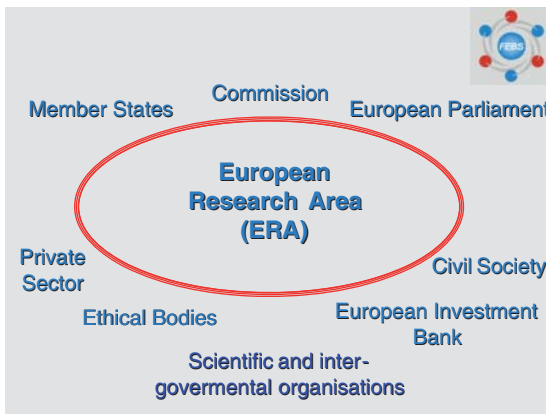 FEBS
Commission
Member States
European Parliament
European
Research Area
(ERA)
Private
Sector
Civil Society
Ethical Bodies
European Investment
Bank
Scientific and inter-
govermental organisations